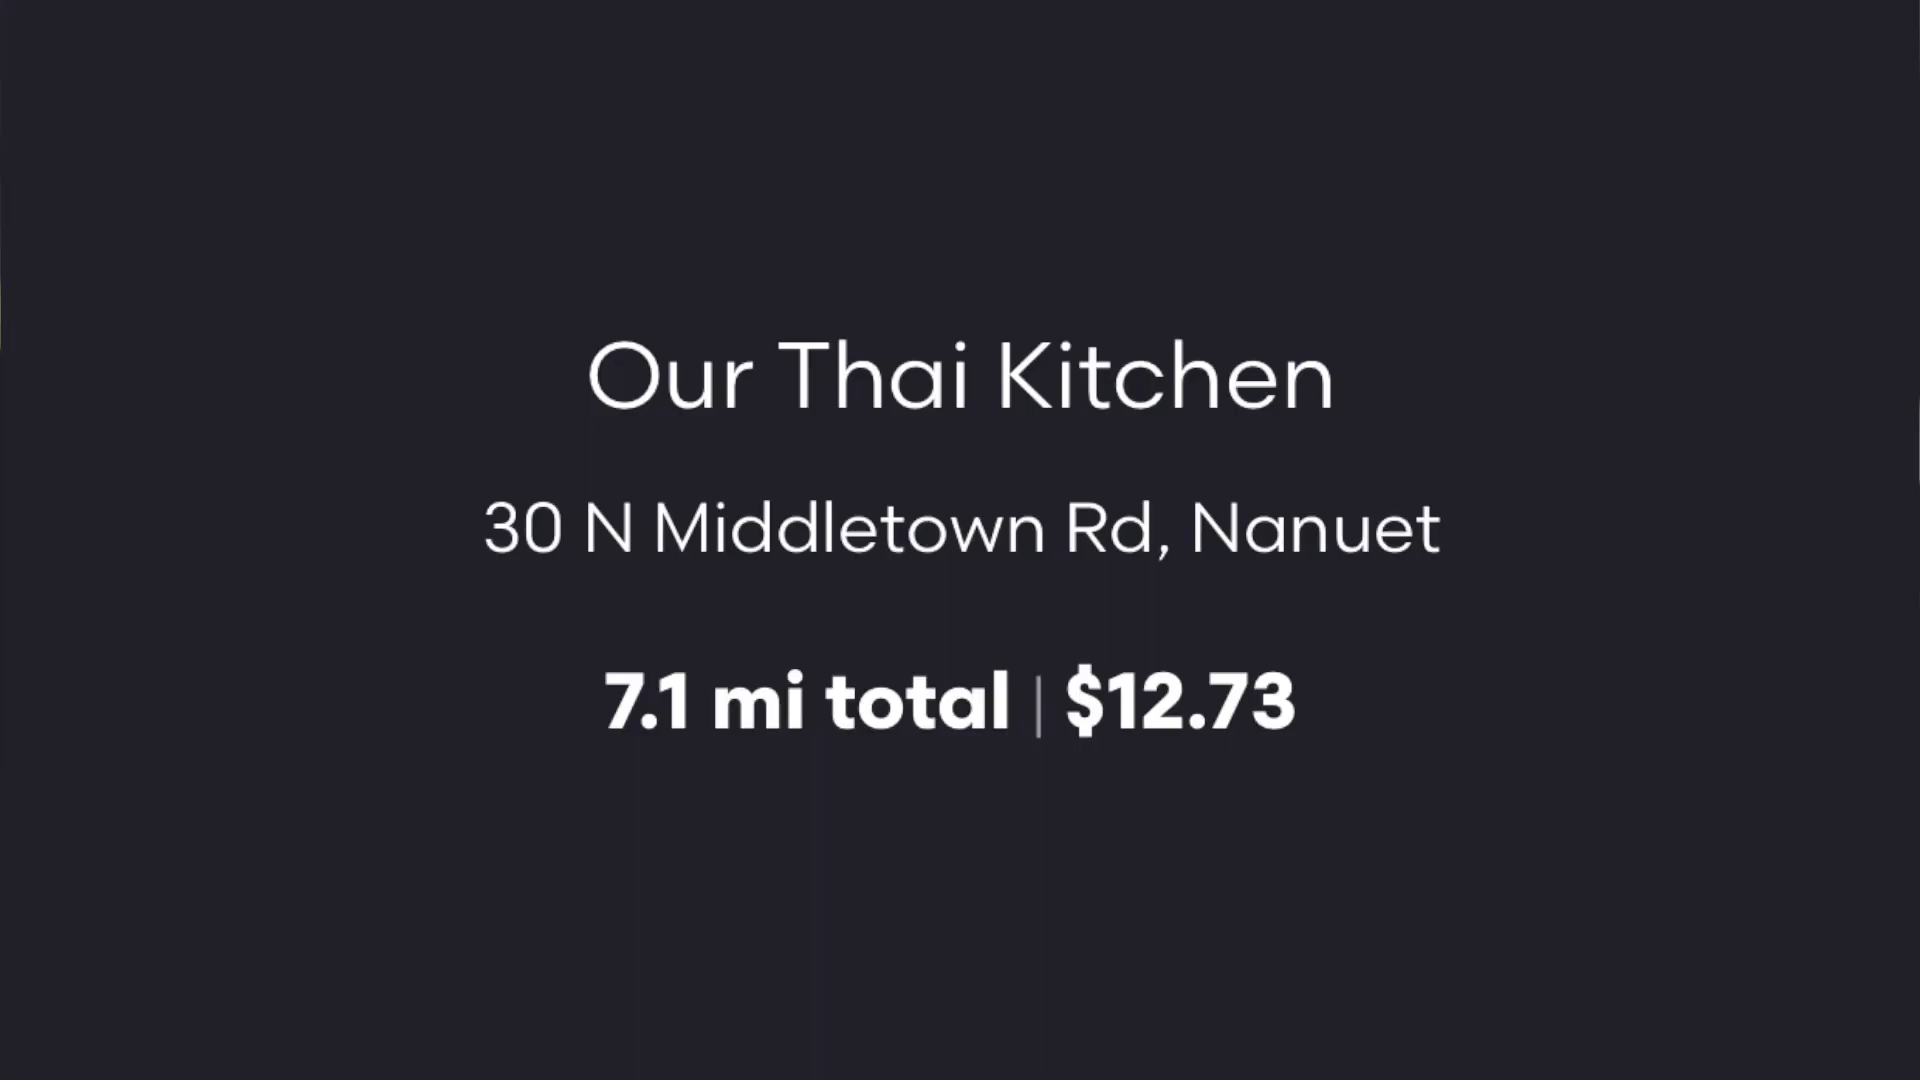 Our Thai Kitchen
30 N Middletown Rd, Nanuet
7.1 mi total | $12.73